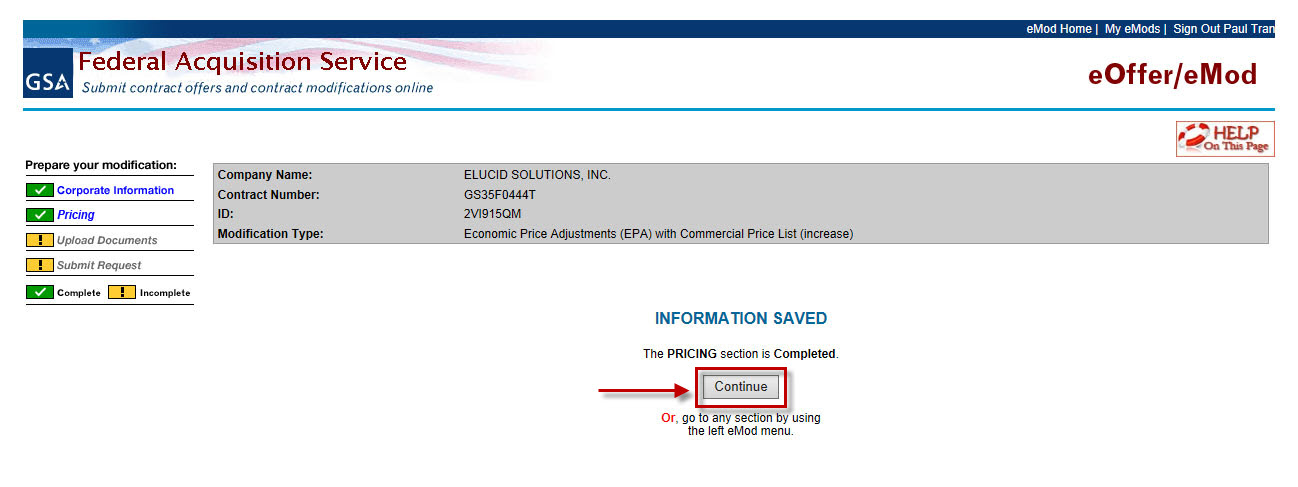 eMod Home | My eMods | Sign Out Paul Tran
GSA
Federal Acquisition Service
Submit contract offers and contract modifications online
eOffer/eMod
HELP
On This Page
Prepare your modification:
Corporate Information
Pricing
! Upload Documents
! Submit Request
Complete ! Incomplete
Company Name: ELUCID SOLUTIONS, INC.
Contract Number: GS35F0444T
ID: 2VI915QM
Modification Type: Economic Price Adjustments (EPA) with Commercial Price List (increase)
INFORMATION SAVED
The PRICING section is Completed.
Continue
Or, go to any section by using
the left eMod menu.